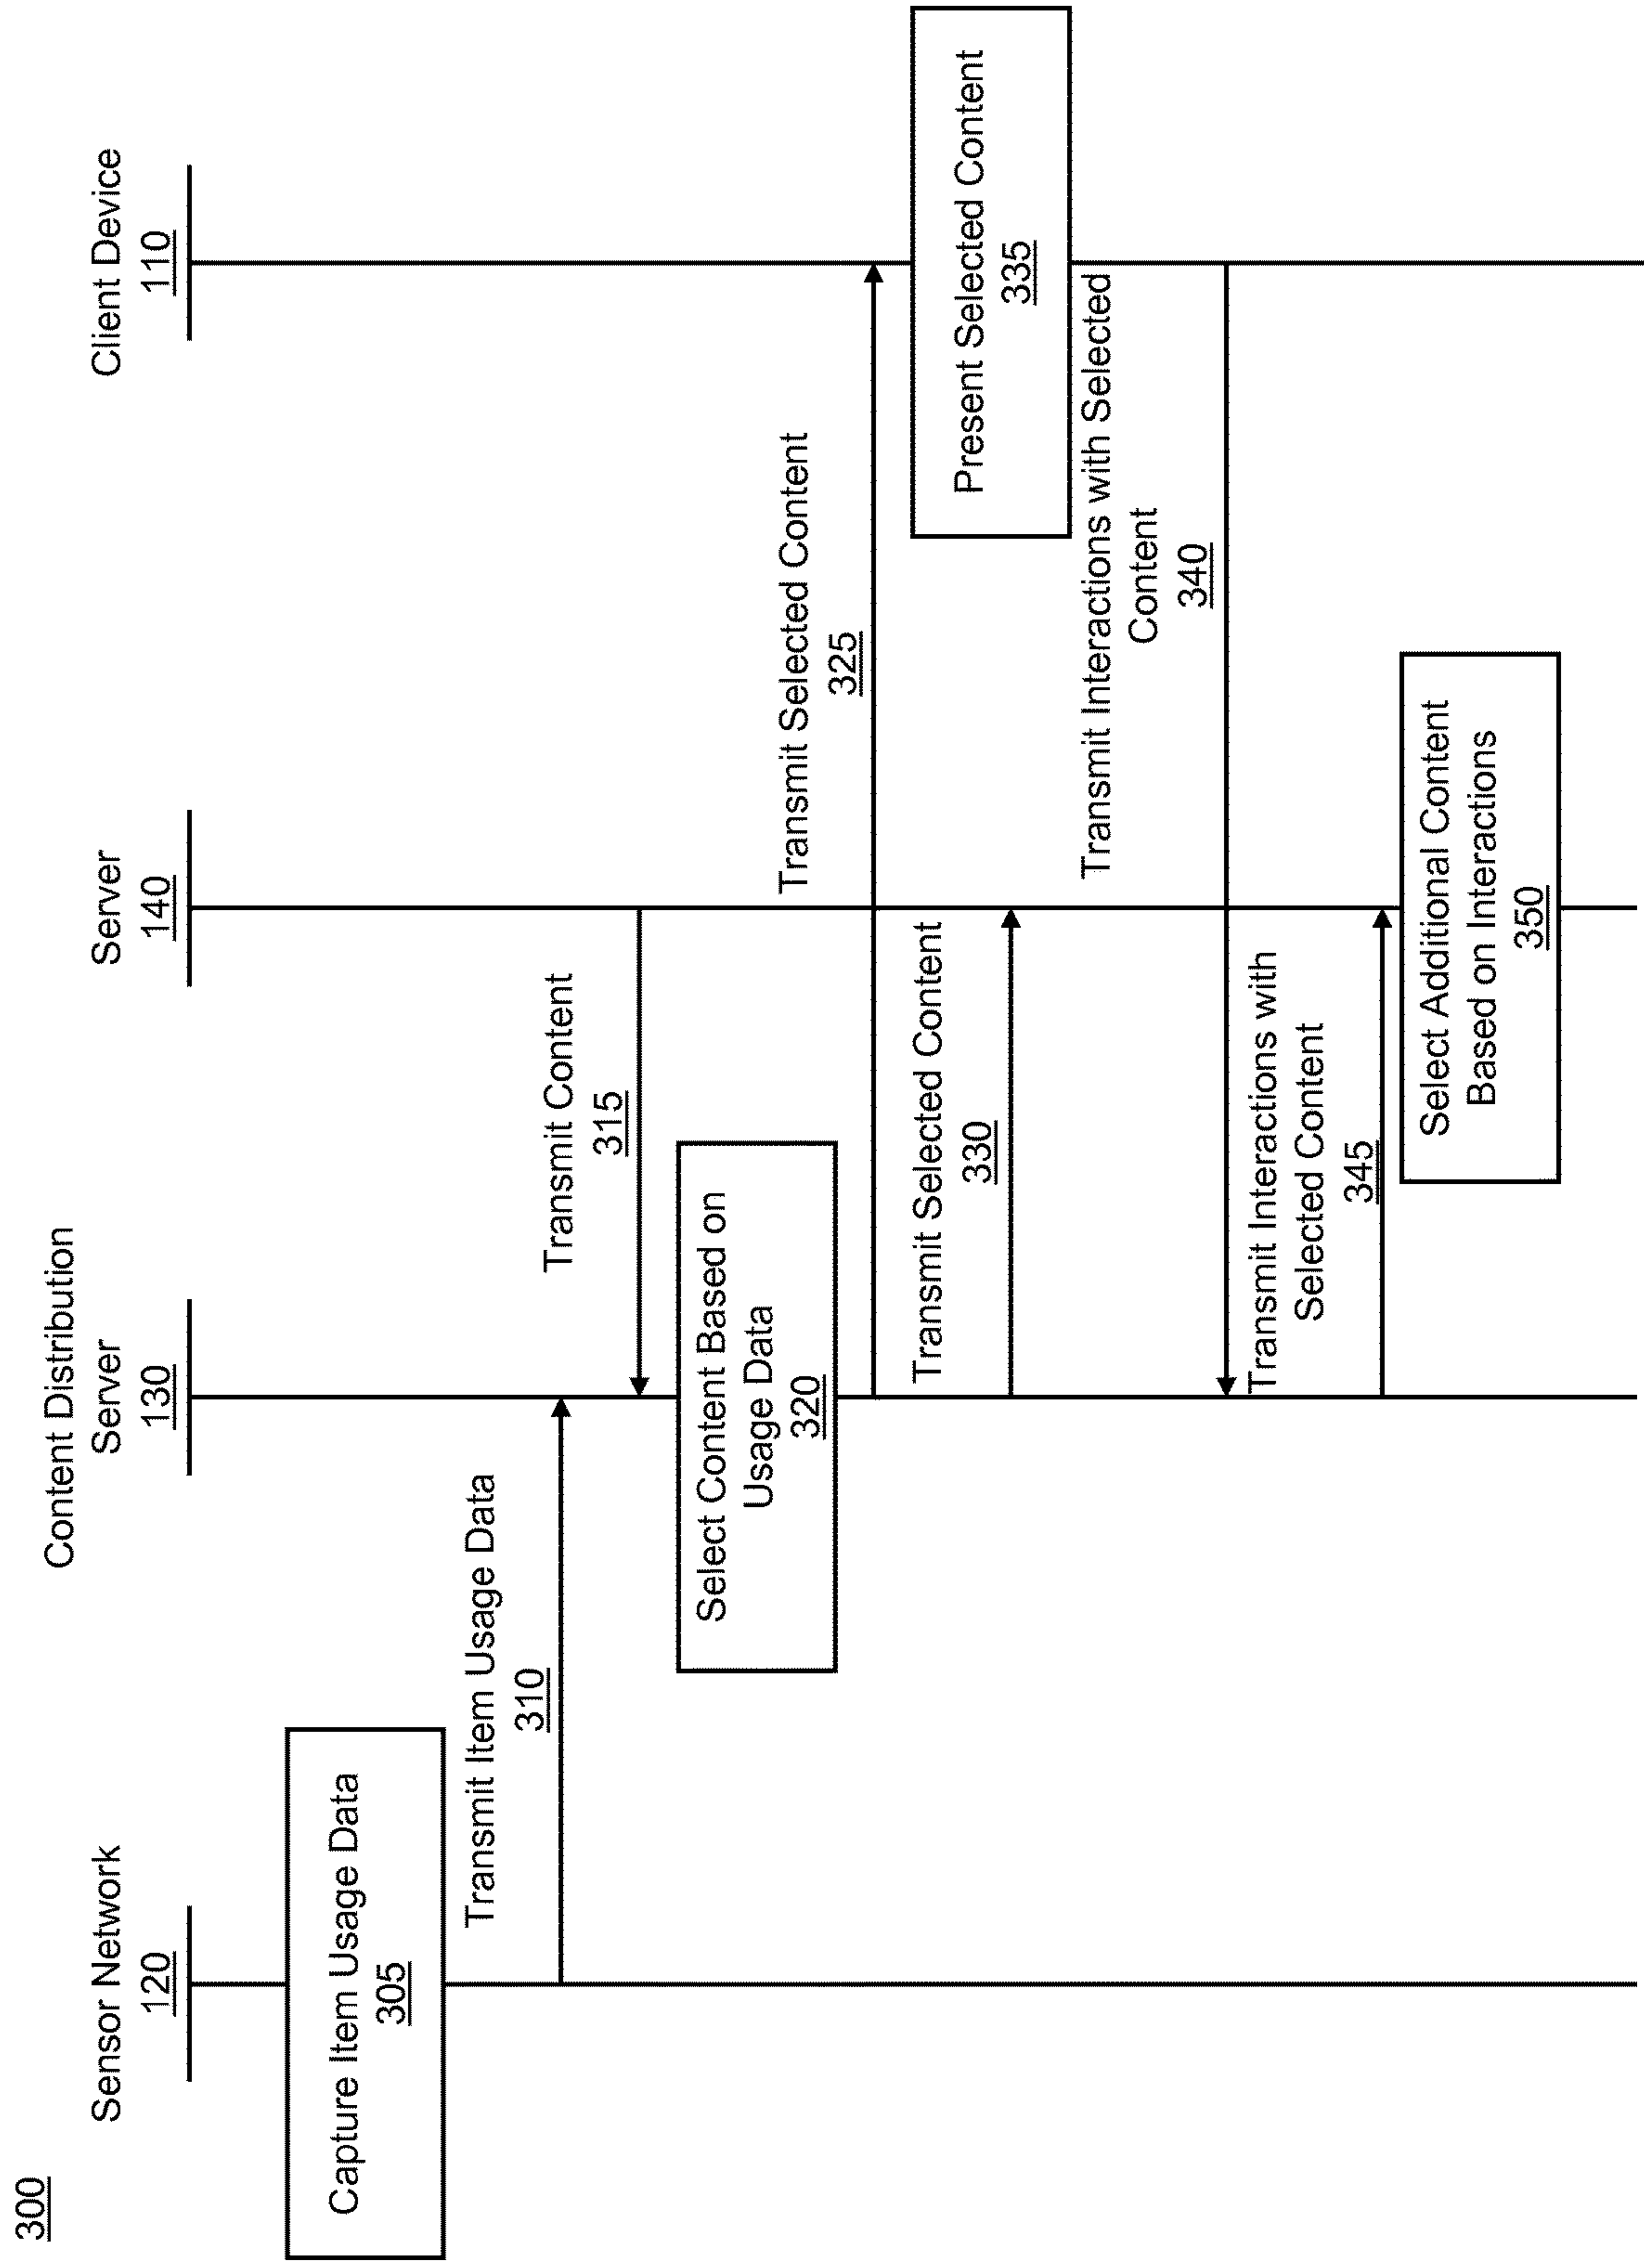 300
Sensor Network
120
Content Distribution
Server
130
Server
140
Client Device
110
Capture Item Usage Data
305
Transmit Item Usage Data
310
Transmit Content
315
Select Content Based on
Usage Data
320
Transmit Selected Content
325
Transmit Selected Content
330
Present Selected Content
335
Transmit Interactions with Selected
Content
340
Transmit Interactions with
Selected Content
345
Select Additional Content
Based on Interactions
350